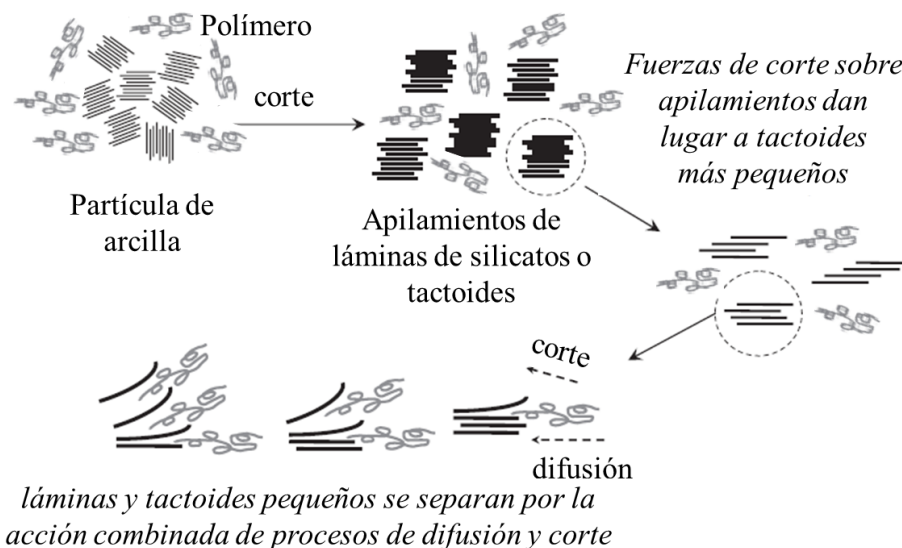 Polímero
corte
Partícula de
arcilla
Apilamientos de
láminas de silicatos o
tactoides
Fuerzas de corte sobre
apilamientos dan
lugar a tactoides
más pequeños
corte
difusión
láminas y tactoides pequeños se separan por la
acción combinada de procesos de difusión y corte